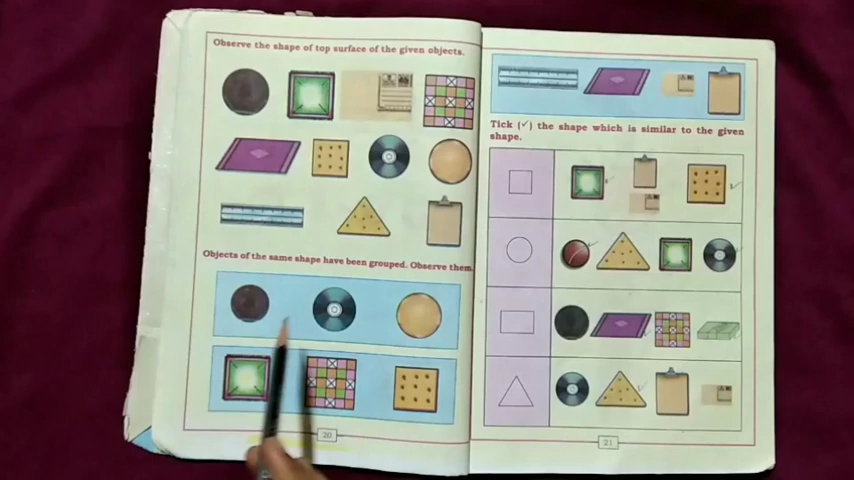 Observe the shape of top surface of the given objects.
Objects of the same shape have been grouped. Observe them.
20
Tick (✓) the shape which is similar to the given
shape.
21